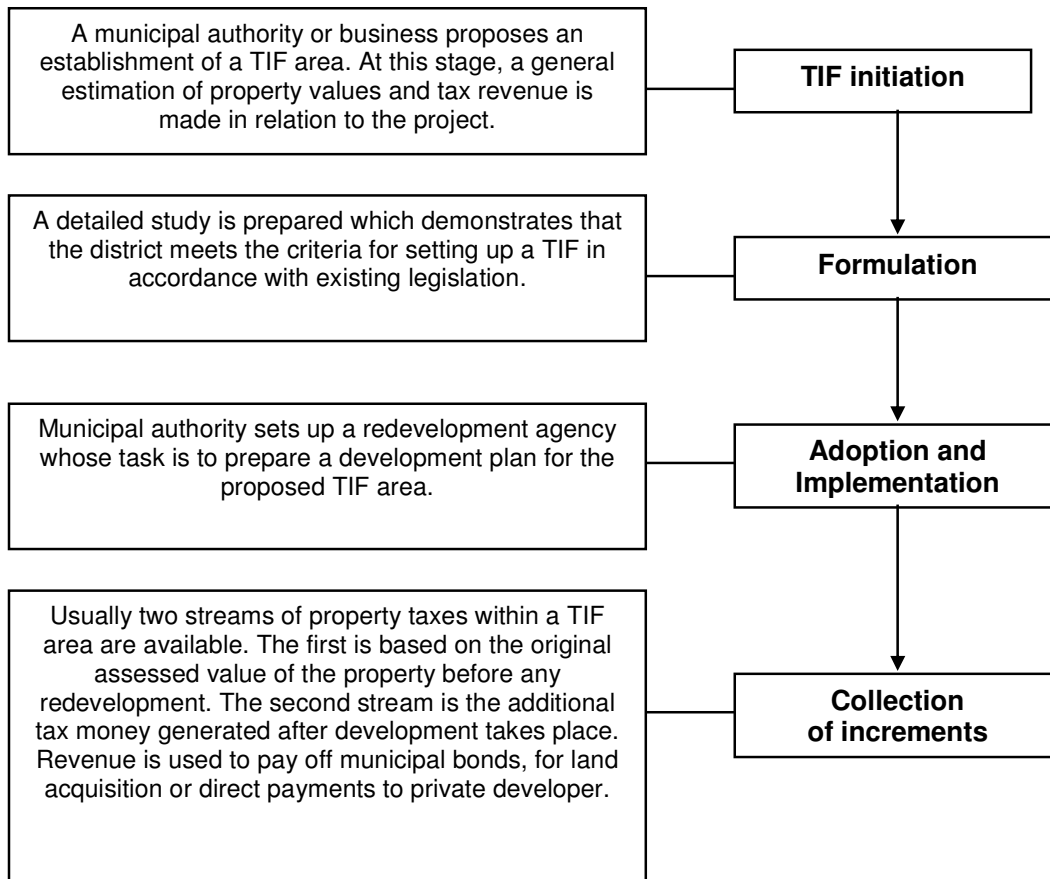 A municipal authority or business proposes an
establishment of a TIF area. At this stage, a general
estimation of property values and tax revenue is
made in relation to the project.
TIF initiation
A detailed study is prepared which demonstrates that
the district meets the criteria for setting up a TIF in
accordance with existing legislation.
Formulation
Municipal authority sets up a redevelopment agency
whose task is to prepare a development plan for the
proposed TIF area.
Adoption and
Implementation
Usually two streams of property taxes within a TIF
area are available. The first is based on the original
assessed value of the property before any
redevelopment. The second stream is the additional
tax money generated after development takes place.
Revenue is used to pay off municipal bonds, for land
acquisition or direct payments to private developer.
Collection
of increments